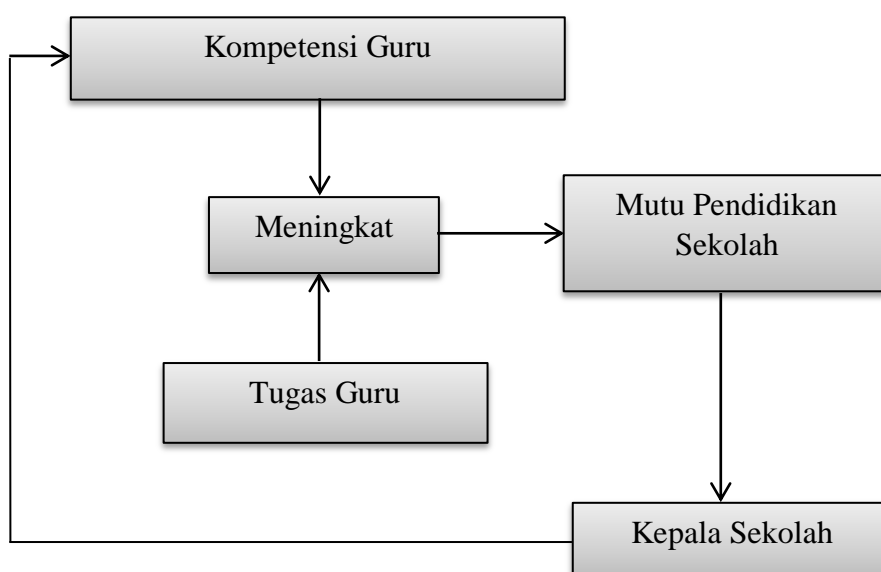 Kompetensi Guru
Meningkat
Mutu Pendidikan
Sekolah
Tugas Guru
Kepala Sekolah